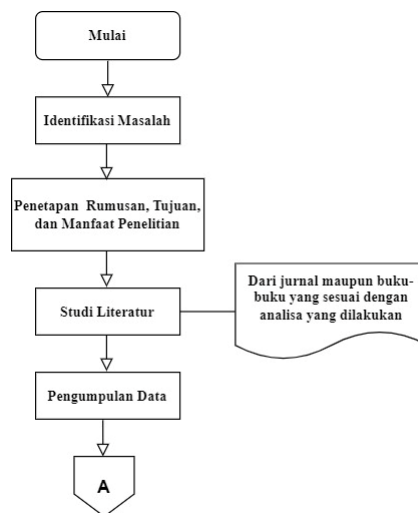 Mulai
Identifikasi Masalah
Penetapan Rumusan, Tujuan,
dan Manfaat Penelitian
Studi Literatur
Dari jurnal maupun buku-
buku yang sesuai dengan
analisa yang dilakukan
Pengumpulan Data
A